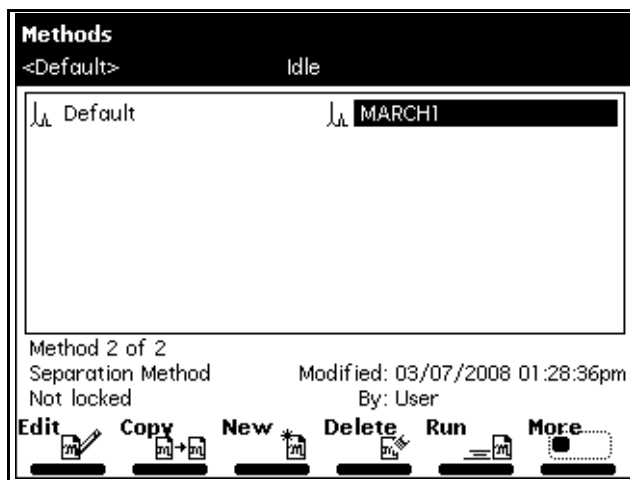 Methods
<Default> Idle
Default MARCH1
Method 2 of 2
Separation Method Modified: 03/07/2008 01:28:36pm
Not locked By: User
Edit Copy New Delete Run More